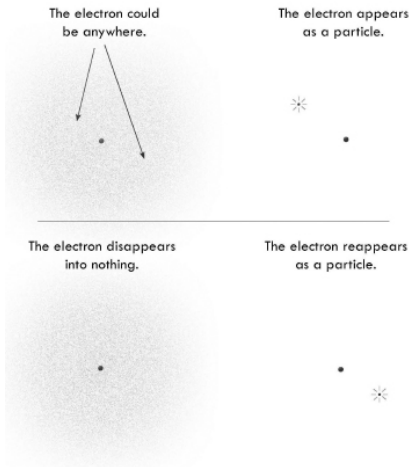 The electron could
be anywhere.
The electron appears
as a particle.
The electron disappears
into nothing.
The electron reappears
as a particle.